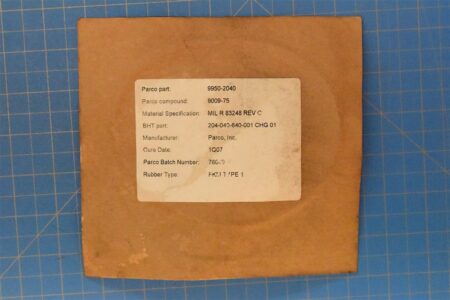 Parco part: 9950-2040
Parco compound: 9009-75
Material Specification: MIL R 83248 REV C
BHT part: 204-040-640-001 CHG 01
Manufacturer: Parco, Inc.
Cure Date: 1Q07
Parco Batch Number:
Rubber Type: 1